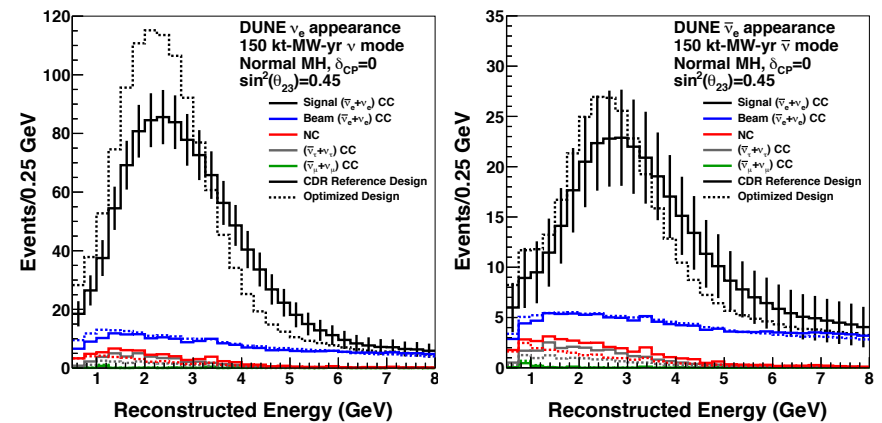 DUNE νₑ appearance
150 kt-MW-yr ν mode
Normal MH, δCP=0
sin²(θ₂₃)=0.45
Signal (ν̄ₑ+νₑ) CC
Beam (ν̄ₑ+νₑ) CC
NC
(ν̄τ+ντ) CC
(ν̄μ+νμ) CC
CDR Reference Design
Optimized Design
Events/0.25 GeV
120
100
80
60
40
20
0
1 2 3 4 5 6 7 8
Reconstructed Energy (GeV)
DUNE ν̄ₑ appearance
150 kt-MW-yr ν̄ mode
Normal MH, δCP=0
sin²(θ₂₃)=0.45
Signal (ν̄ₑ+νₑ) CC
Beam (ν̄ₑ+νₑ) CC
NC
(ν̄τ+ντ) CC
(ν̄μ+νμ) CC
CDR Reference Design
Optimized Design
Events/0.25 GeV
35
30
25
20
15
10
5
0
1 2 3 4 5 6 7 8
Reconstructed Energy (GeV)